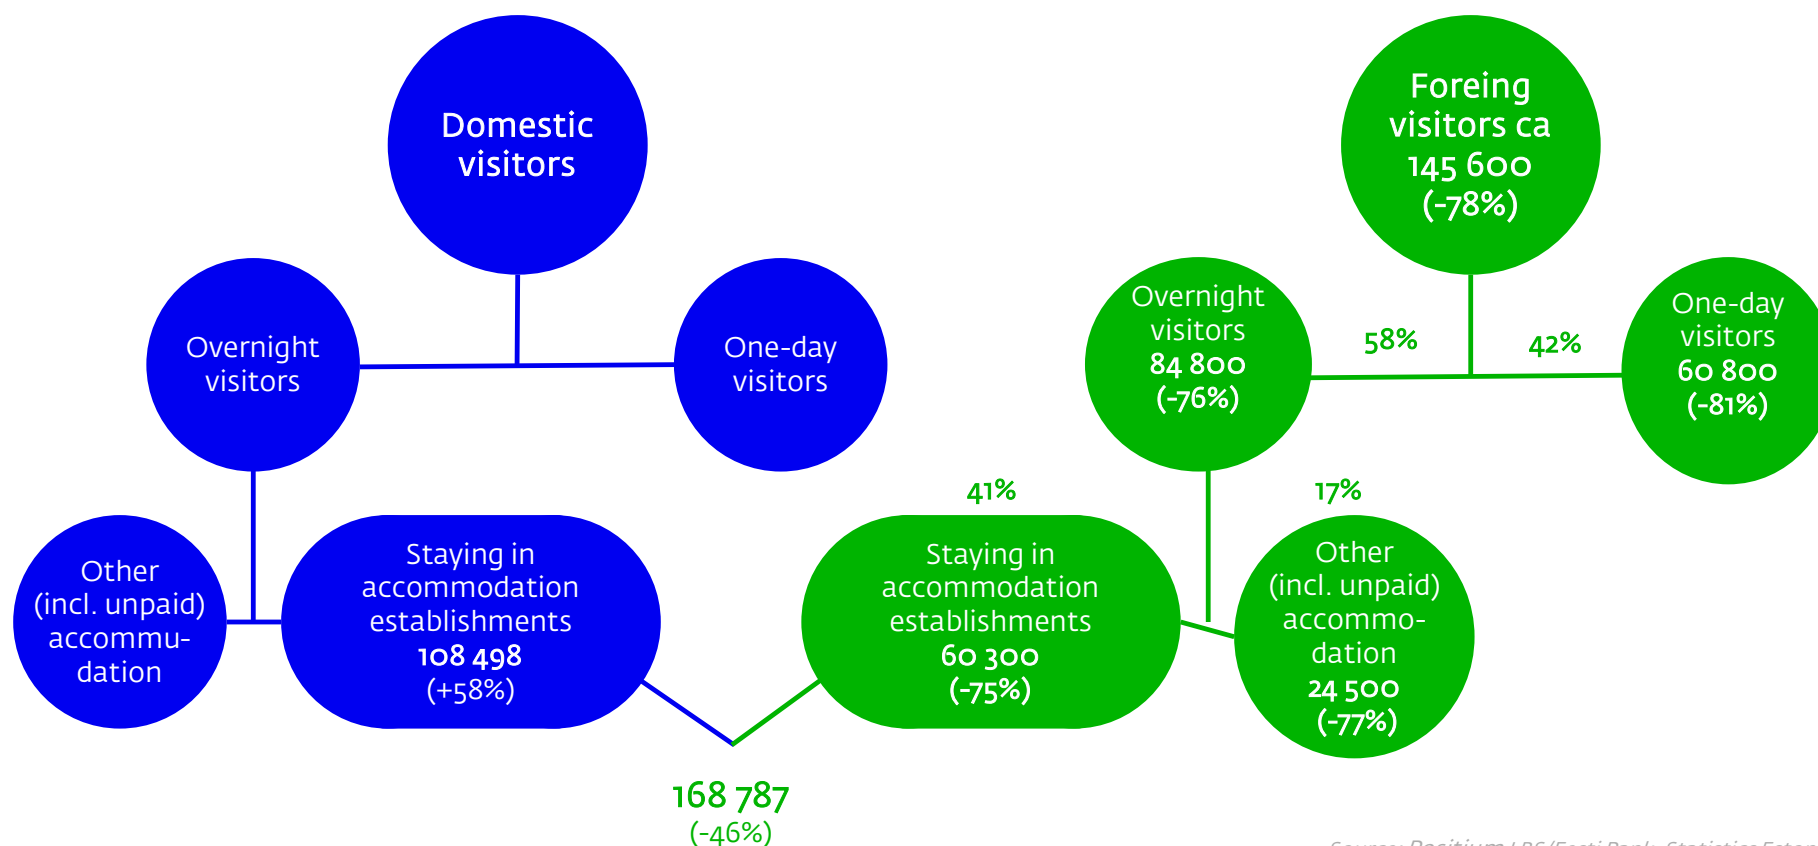 Domestic
visitors
Overnight
visitors
One-day
visitors
Other
(incl. unpaid)
accommu-
dation
Staying in
accommodation
establishments
108 498
(+58%)
Foreing
visitors ca
145 600
(-78%)
58%
42%
Overnight
visitors
84 800
(-76%)
One-day
visitors
60 800
(-81%)
41%
17%
Staying in
accommodation
establishments
60 300
(-75%)
Other
(incl. unpaid)
accommo-
dation
24 500
(-77%)
168 787
(-46%)